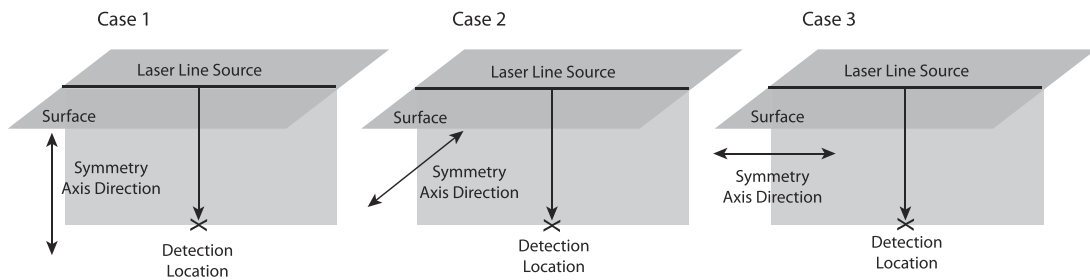 Case 1
Laser Line Source
Surface
Symmetry
Axis Direction
Detection
Location
Case 2
Laser Line Source
Surface
Symmetry
Axis Direction
Detection
Location
Case 3
Laser Line Source
Surface
Symmetry
Axis Direction
Detection
Location